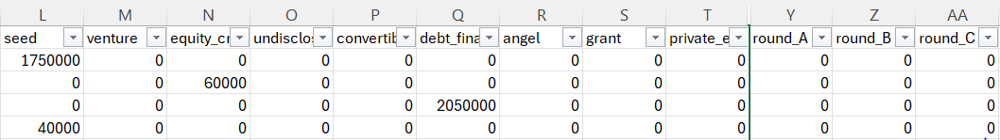 L M N O P Q R S T Y Z AA
seed venture equity_cr undisclos convertib debt_fina angel grant private_e round_A round_B round_C
1750000 0 0 0 0 0 0 0 0 0 0 0
0 0 60000 0 0 0 0 0 0 0 0 0
0 0 0 0 0 2050000 0 0 0 0 0 0
40000 0 0 0 0 0 0 0 0 0 0 0